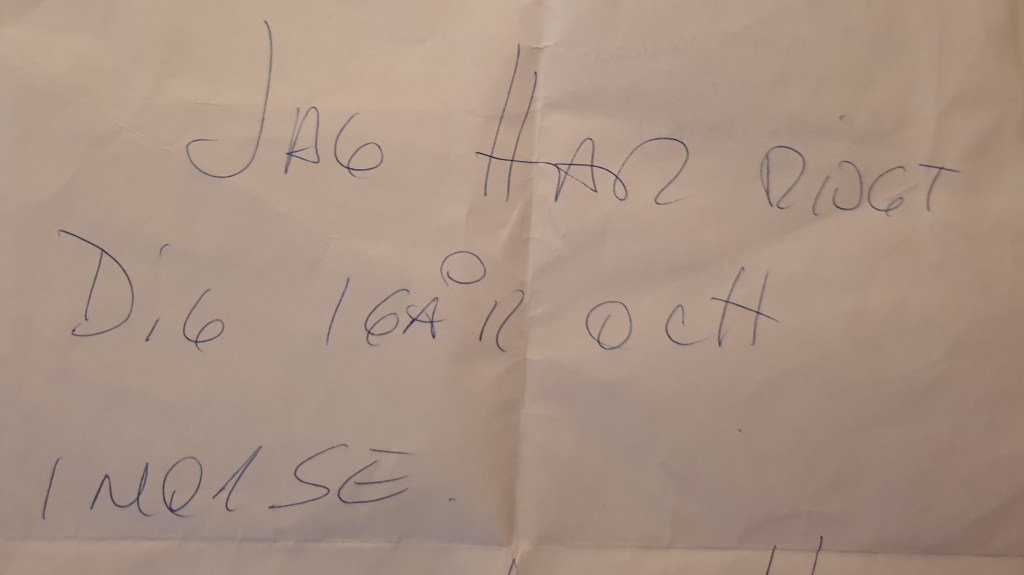 JAG HAR RINGT
DIG IGÅR OCH
IMORSE.